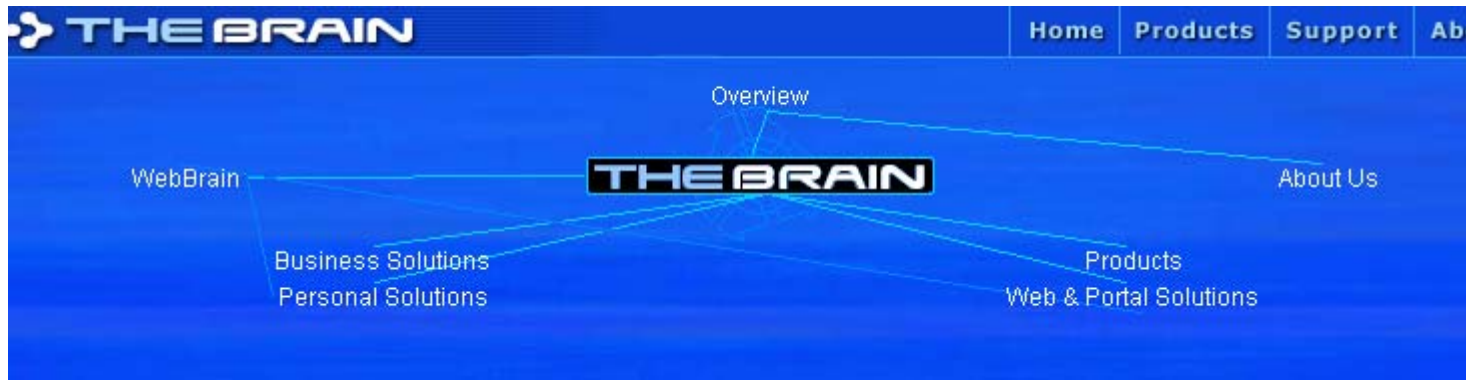 THE BRAIN
Home Products Support Ab
Overview
WebBrain THE BRAIN About Us
Business Solutions Products
Personal Solutions Web & Portal Solutions